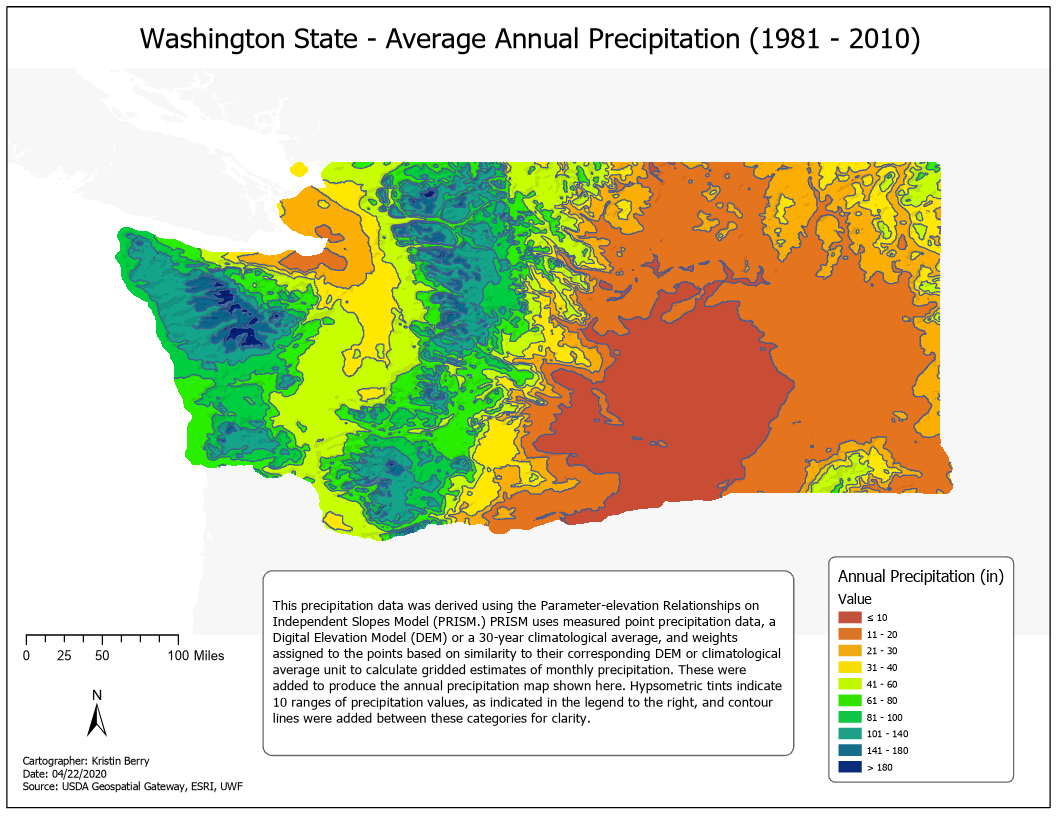 Washington State - Average Annual Precipitation (1981 - 2010)
This precipitation data was derived using the Parameter-elevation Relationships on
Independent Slopes Model (PRISM.) PRISM uses measured point precipitation data, a
Digital Elevation Model (DEM) or a 30-year climatological average, and weights
assigned to the points based on similarity to their corresponding DEM or climatological
average unit to calculate gridded estimates of monthly precipitation. These were
added to produce the annual precipitation map shown here. Hypsometric tints indicate
10 ranges of precipitation values, as indicated in the legend to the right, and contour
lines were added between these categories for clarity.
Annual Precipitation (in)
Value
≤ 10
11 - 20
21 - 30
31 - 40
41 - 60
61 - 80
81 - 100
101 - 140
141 - 180
> 180
0 25 50 100 Miles
N
Cartographer: Kristin Berry
Date: 04/22/2020
Source: USDA Geospatial Gateway, ESRI, UWF